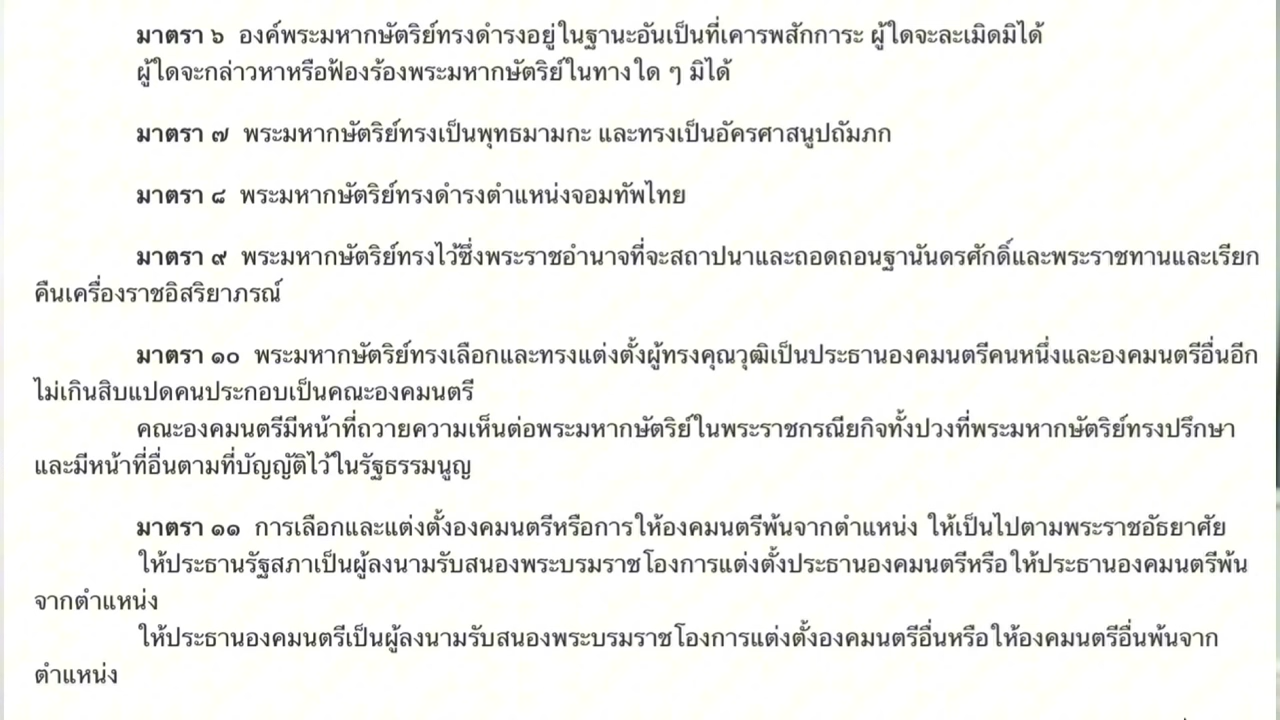 มาตรา ๖ องค์พระมหากษัตริย์ทรงดำรงอยู่ในฐานะอันเป็นที่เคารพสักการะ ผู้ใดจะละเมิดมิได้
ผู้ใดจะกล่าวหาหรือฟ้องร้องพระมหากษัตริย์ในทางใด ๆ มิได้
มาตรา ๗ พระมหากษัตริย์ทรงเป็นพุทธมามกะ และทรงเป็นอัครศาสนูปถัมภก
มาตรา ๘ พระมหากษัตริย์ทรงดำรงตำแหน่งจอมทัพไทย
มาตรา ๙ พระมหากษัตริย์ทรงไว้ซึ่งพระราชอำนาจที่จะสถาปนาและถอดถอนฐานันดรศักดิ์และพระราชทานและเรียก
คืนเครื่องราชอิสริยาภรณ์
มาตรา ๑๐ พระมหากษัตริย์ทรงเลือกและทรงแต่งตั้งผู้ทรงคุณวุฒิเป็นประธานองคมนตรีคนหนึ่งและองคมนตรีอื่นอีก
ไม่เกินสิบแปดคนประกอบเป็นคณะองคมนตรี
คณะองคมนตรีมีหน้าที่ถวายความเห็นต่อพระมหากษัตริย์ในพระราชกรณียกิจทั้งปวงที่พระมหากษัตริย์ทรงปรึกษา
และมีหน้าที่อื่นตามที่บัญญัติไว้ในรัฐธรรมนูญ
มาตรา ๑๑ การเลือกและแต่งตั้งองคมนตรีหรือการให้องคมนตรีพ้นจากตำแหน่ง ให้เป็นไปตามพระราชอัธยาศัย
ให้ประธานรัฐสภาเป็นผู้ลงนามรับสนองพระบรมราชโองการแต่งตั้งประธานองคมนตรีหรือให้ประธานองคมนตรีพ้น
จากตำแหน่ง
ให้ประธานองคมนตรีเป็นผู้ลงนามรับสนองพระบรมราชโองการแต่งตั้งองคมนตรีอื่นหรือให้องคมนตรีอื่นพ้นจาก
ตำแหน่ง